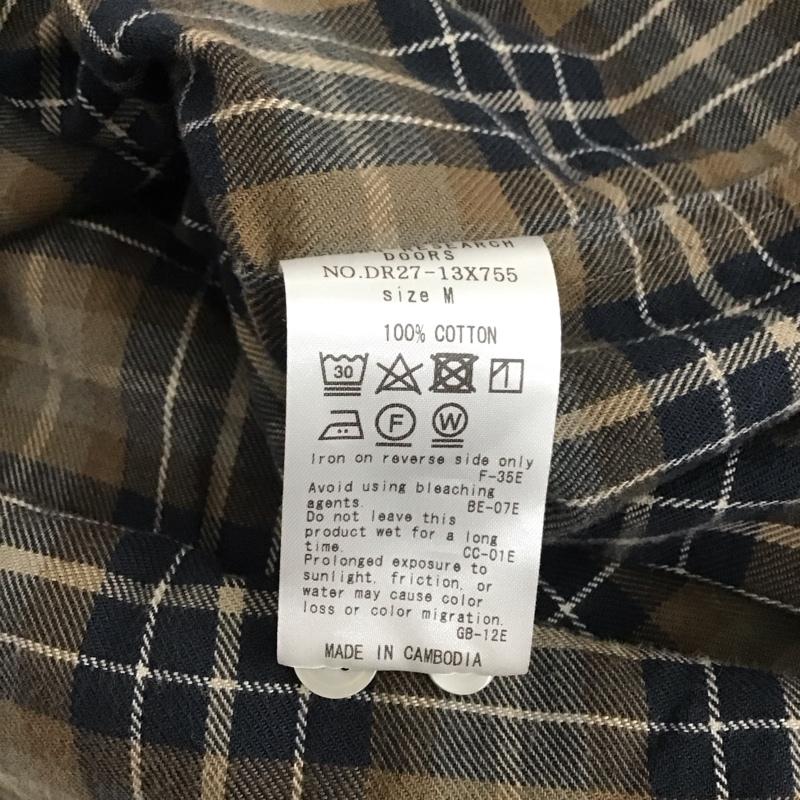 RESEARCH
DOORS
NO.DR27-13X755
size M
100% COTTON
30
F W
Iron on reverse side only
F-35E
Avoid using bleaching
agents. BE-07E
Do not leave this
product wet for a long
time. CC-01E
Prolonged exposure to
sunlight, friction, or
water may cause color
loss or color migration.
GB-12E
MADE IN CAMBODIA